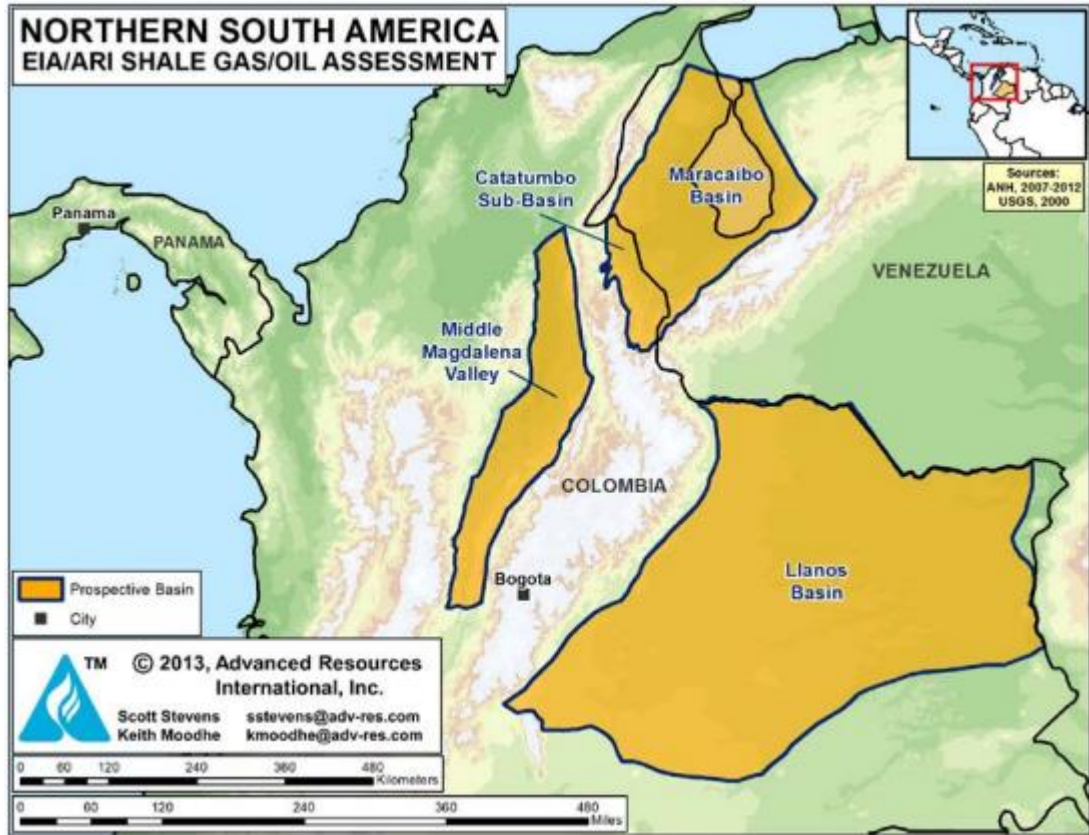 NORTHERN SOUTH AMERICA
EIA/ARI SHALE GAS/OIL ASSESSMENT
Sources:
ANH, 2007-2012
USGS, 2000
Catatumbo
Sub-Basin
Maracaibo
Basin
Panama
PANAMA
VENEZUELA
Middle
Magdalena
Valley
COLOMBIA
Llanos
Basin
Bogota
Prospective Basin
City
TM
© 2013, Advanced Resources
International, Inc.
Scott Stevens sstevens@adv-res.com
Keith Moodhe kmoodhe@adv-res.com
0 60 120 240 360 480
Kilometers
0 60 120 240 360 480
Miles